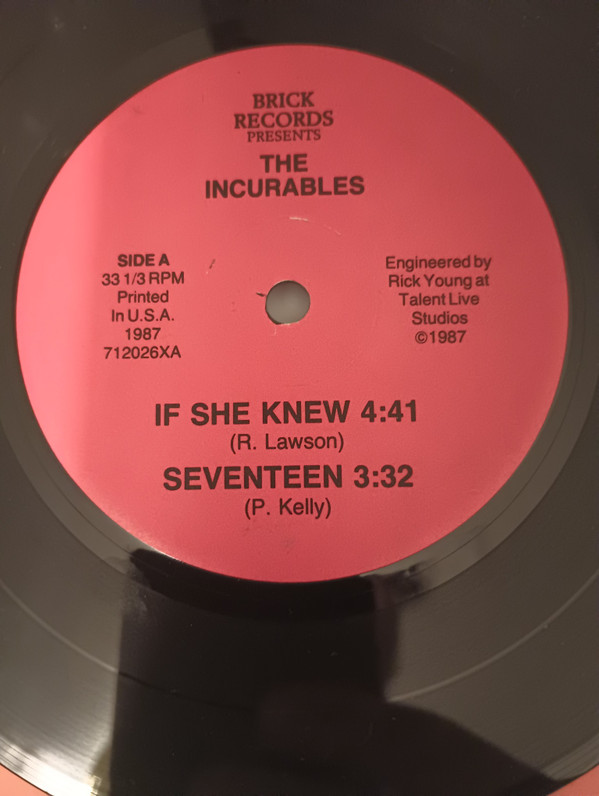 BRICK
RECORDS
PRESENTS
THE
INCURABLES
SIDE A
33 1/3 RPM
Printed
In U.S.A.
1987
712026XA
Engineered by
Rick Young at
Talent Live
Studios
©1987
IF SHE KNEW 4:41
(R. Lawson)
SEVENTEEN 3:32
(P. Kelly)